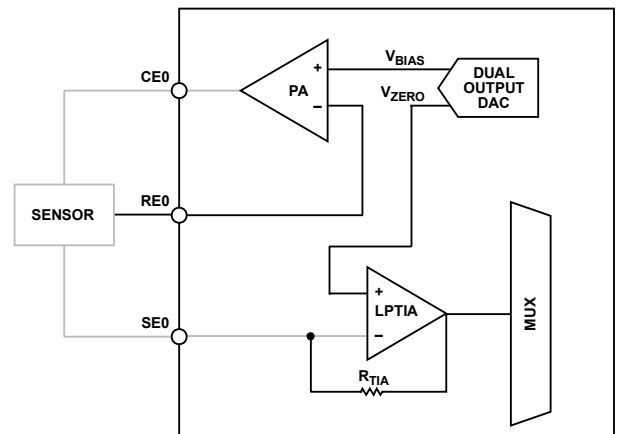 CE0
PA
+
−
V_BIAS
V_ZERO
DUAL
OUTPUT
DAC
RE0
SENSOR
SE0
+
LPTIA
−
R_TIA
MUX